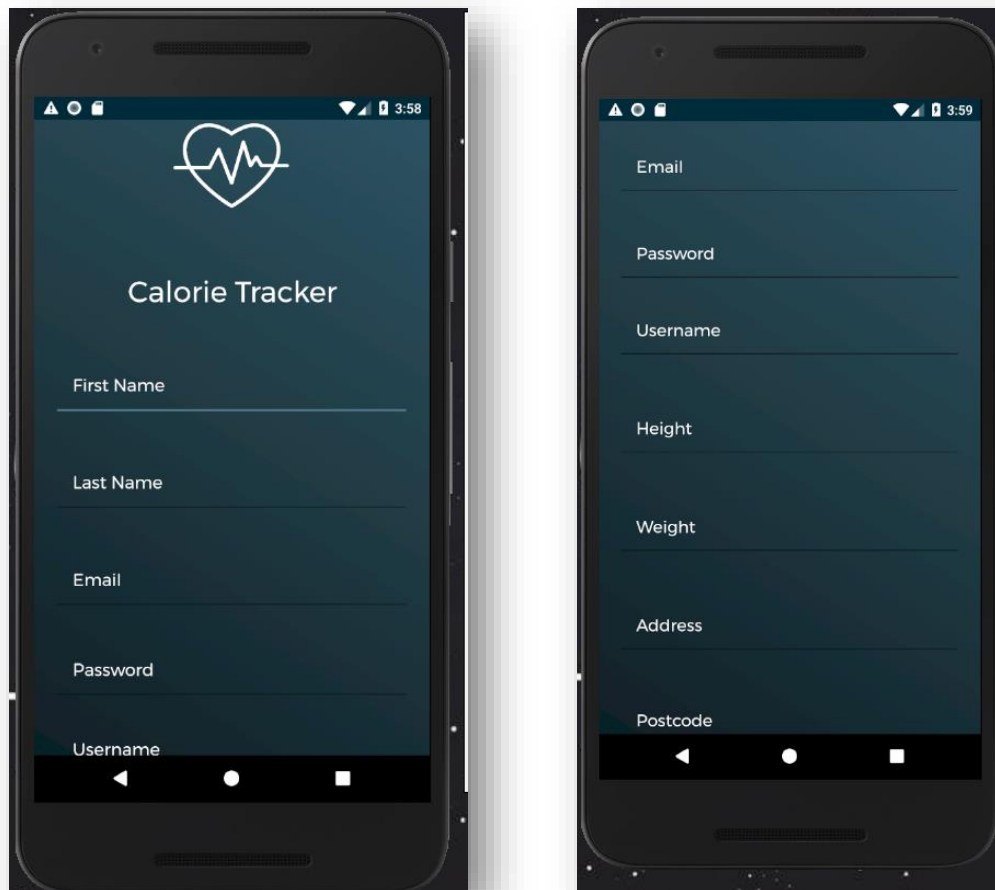 3:58
Calorie Tracker
First Name
Last Name
Email
Password
Username
3:59
Email
Password
Username
Height
Weight
Address
Postcode